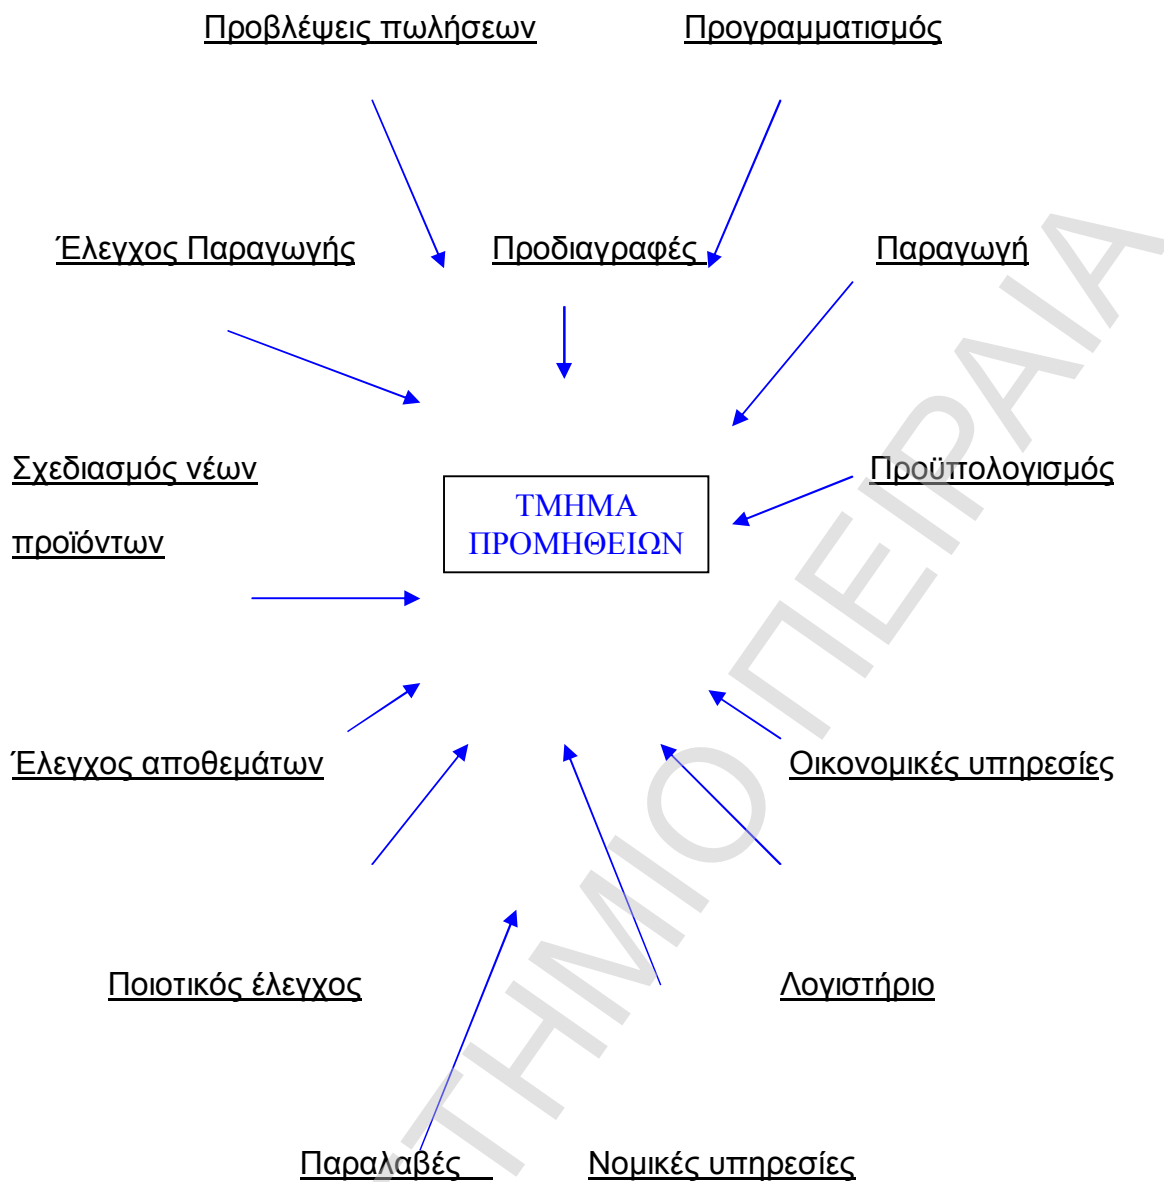 Προβλέψεις πωλήσεων Προγραμματισμός
Έλεγχος Παραγωγής Προδιαγραφές Παραγωγή
Σχεδιασμός νέων Προϋπολογισμός
ΤΜΗΜΑ
ΠΡΟΜΗΘΕΙΩΝ
προϊόντων
Έλεγχος αποθεμάτων Οικονομικές υπηρεσίες
Ποιοτικός έλεγχος Λογιστήριο
Παραλαβές Νομικές υπηρεσίες
ΤΗΜΙΟ ΠΕΙΡΑΙΑ